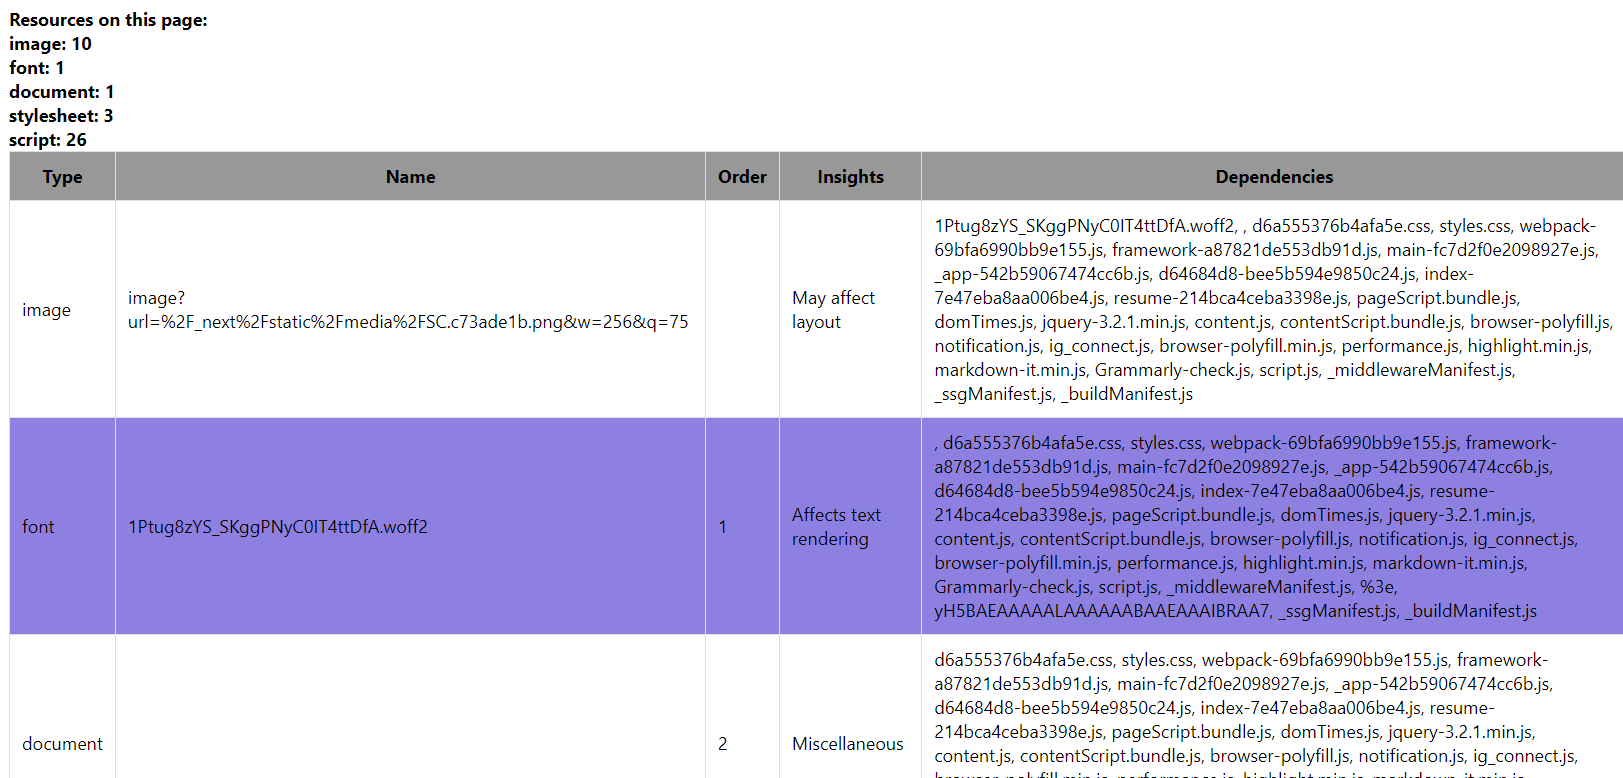 Resources on this page:
image: 10
font: 1
document: 1
stylesheet: 3
script: 26
Type Name Order Insights Dependencies
image
image?
url=%2F_next%2Fstatic%2Fmedia%2FSC.c73ade1b.png&w=256&q=75
May affect
layout
1Ptug8zYS_SKggPNyC0IT4ttDfA.woff2, , d6a555376b4afa5e.css, styles.css, webpack-
69bfa6990bb9e155.js, framework-a87821de553db91d.js, main-fc7d2f0e2098927e.js,
_app-542b59067474cc6b.js, d64684d8-bee5b594e9850c24.js, index-
7e47eba8aa006be4.js, resume-214bca4ceba3398e.js, pageScript.bundle.js,
domTimes.js, jquery-3.2.1.min.js, content.js, contentScript.bundle.js, browser-polyfill.js,
notification.js, ig_connect.js, browser-polyfill.min.js, performance.js, highlight.min.js,
markdown-it.min.js, Grammarly-check.js, script.js, _middlewareManifest.js,
_ssgManifest.js, _buildManifest.js
font
1Ptug8zYS_SKggPNyC0IT4ttDfA.woff2
1
Affects text
rendering
, d6a555376b4afa5e.css, styles.css, webpack-69bfa6990bb9e155.js, framework-
a87821de553db91d.js, main-fc7d2f0e2098927e.js, _app-542b59067474cc6b.js,
d64684d8-bee5b594e9850c24.js, index-7e47eba8aa006be4.js, resume-
214bca4ceba3398e.js, pageScript.bundle.js, domTimes.js, jquery-3.2.1.min.js,
content.js, contentScript.bundle.js, browser-polyfill.js, notification.js, ig_connect.js,
browser-polyfill.min.js, performance.js, highlight.min.js, markdown-it.min.js,
Grammarly-check.js, script.js, _middlewareManifest.js, %3e,
yH5BAEAAAAALAAAAAABAAEAAAIBRAA7, _ssgManifest.js, _buildManifest.js
document
2
Miscellaneous
d6a555376b4afa5e.css, styles.css, webpack-69bfa6990bb9e155.js, framework-
a87821de553db91d.js, main-fc7d2f0e2098927e.js, _app-542b59067474cc6b.js,
d64684d8-bee5b594e9850c24.js, index-7e47eba8aa006be4.js, resume-
214bca4ceba3398e.js, pageScript.bundle.js, domTimes.js, jquery-3.2.1.min.js,
content.js, contentScript.bundle.js, browser-polyfill.js, notification.js, ig_connect.js,